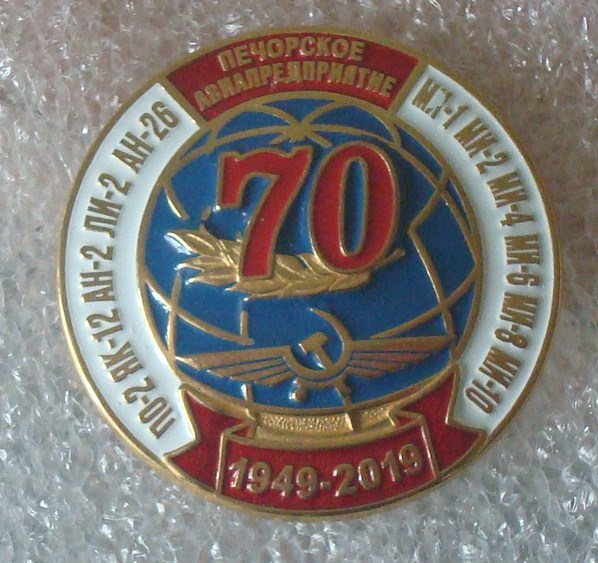 ПЕЧОРСКОЕ
АВИАПРЕДПРИЯТИЕ
ПО-2 ЯК-12 АН-2 ЛИ-2 АН-26
МИ-1 МИ-2 МИ-4 МИ-6 МИ-8 МИ-10
70
1949-2019